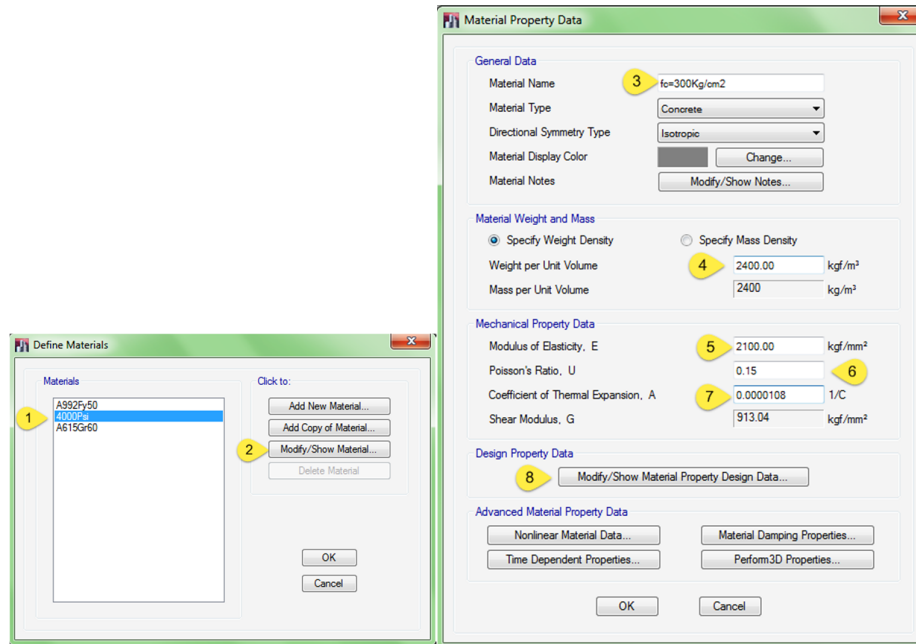 Define Materials
Materials
1
A992Fy50
4000Psi
A615Gr60
Click to:
Add New Material...
Add Copy of Material...
2 Modify/Show Material...
Delete Material
OK
Cancel
Material Property Data
General Data
Material Name 3 fc=300Kg/cm2
Material Type Concrete
Directional Symmetry Type Isotropic
Material Display Color Change...
Material Notes Modify/Show Notes...
Material Weight and Mass
Specify Weight Density Specify Mass Density
Weight per Unit Volume 4 2400.00 kgf/m³
Mass per Unit Volume 2400 kg/m³
Mechanical Property Data
Modulus of Elasticity, E 5 2100.00 kgf/mm²
Poisson's Ratio, U 0.15 6
Coefficient of Thermal Expansion, A 7 0.0000108 1/C
Shear Modulus, G 913.04 kgf/mm²
Design Property Data
8 Modify/Show Material Property Design Data...
Advanced Material Property Data
Nonlinear Material Data... Material Damping Properties...
Time Dependent Properties... Perform3D Properties...
OK Cancel